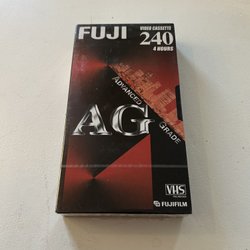 FUJI
VIDEO CASSETTE
240
4 HOURS
ADVANCED
AG
GRADE
VHS
FUJIFILM